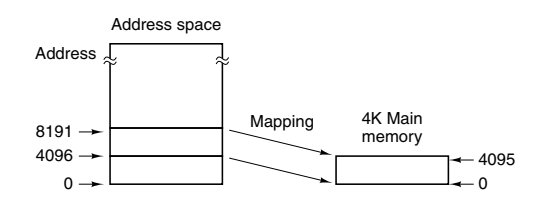 Address space
Address
Mapping
4K Main
memory
8191
4096
4095
0
0